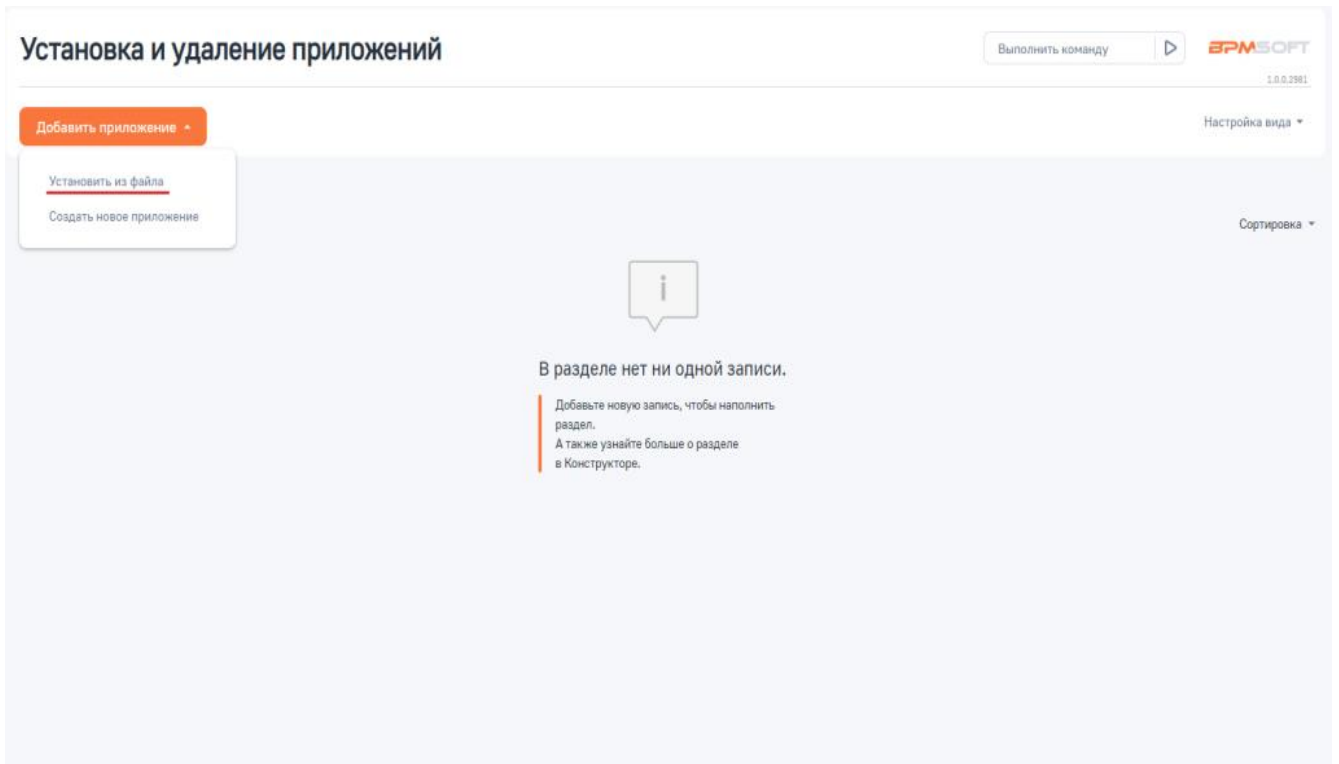 Установка и удаление приложений
Выполнить команду
BPMSOFT
1.0.0.2981
Добавить приложение
Настройка вида
Установить из файла
Создать новое приложение
Сортировка
i
В разделе нет ни одной записи.
Добавьте новую запись, чтобы наполнить
раздел.
А также узнайте больше о разделе
в Конструкторе.